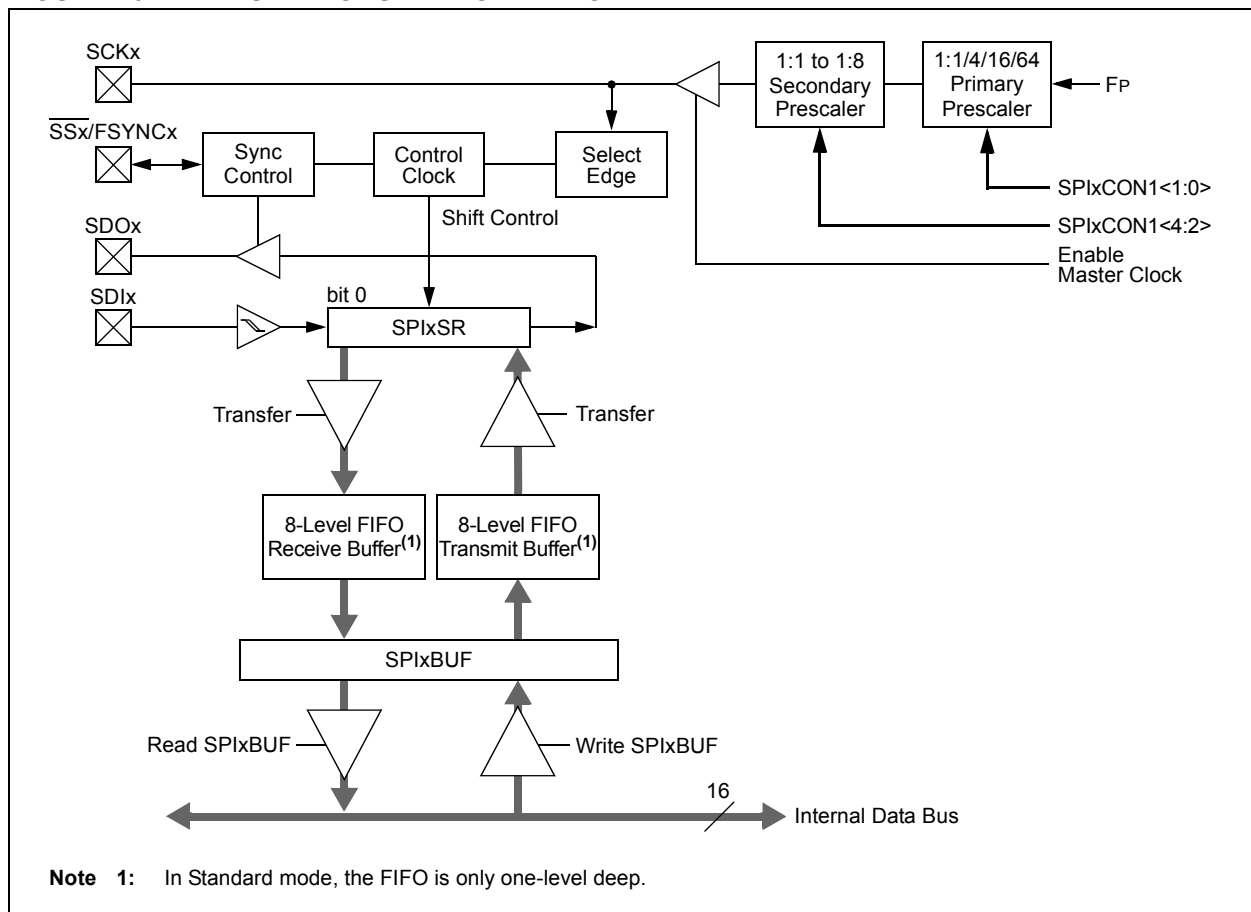 SCKx
SSx/FSYNCx
SDOx
SDIx
Sync
Control
Control
Clock
Select
Edge
1:1 to 1:8
Secondary
Prescaler
1:1/4/16/64
Primary
Prescaler
FP
SPIxCON1<1:0>
SPIxCON1<4:2>
Enable
Master Clock
Shift Control
bit 0
SPIxSR
Transfer
Transfer
8-Level FIFO
Receive Buffer(1)
8-Level FIFO
Transmit Buffer(1)
SPIxBUF
Read SPIxBUF
Write SPIxBUF
16
Internal Data Bus
Note 1: In Standard mode, the FIFO is only one-level deep.